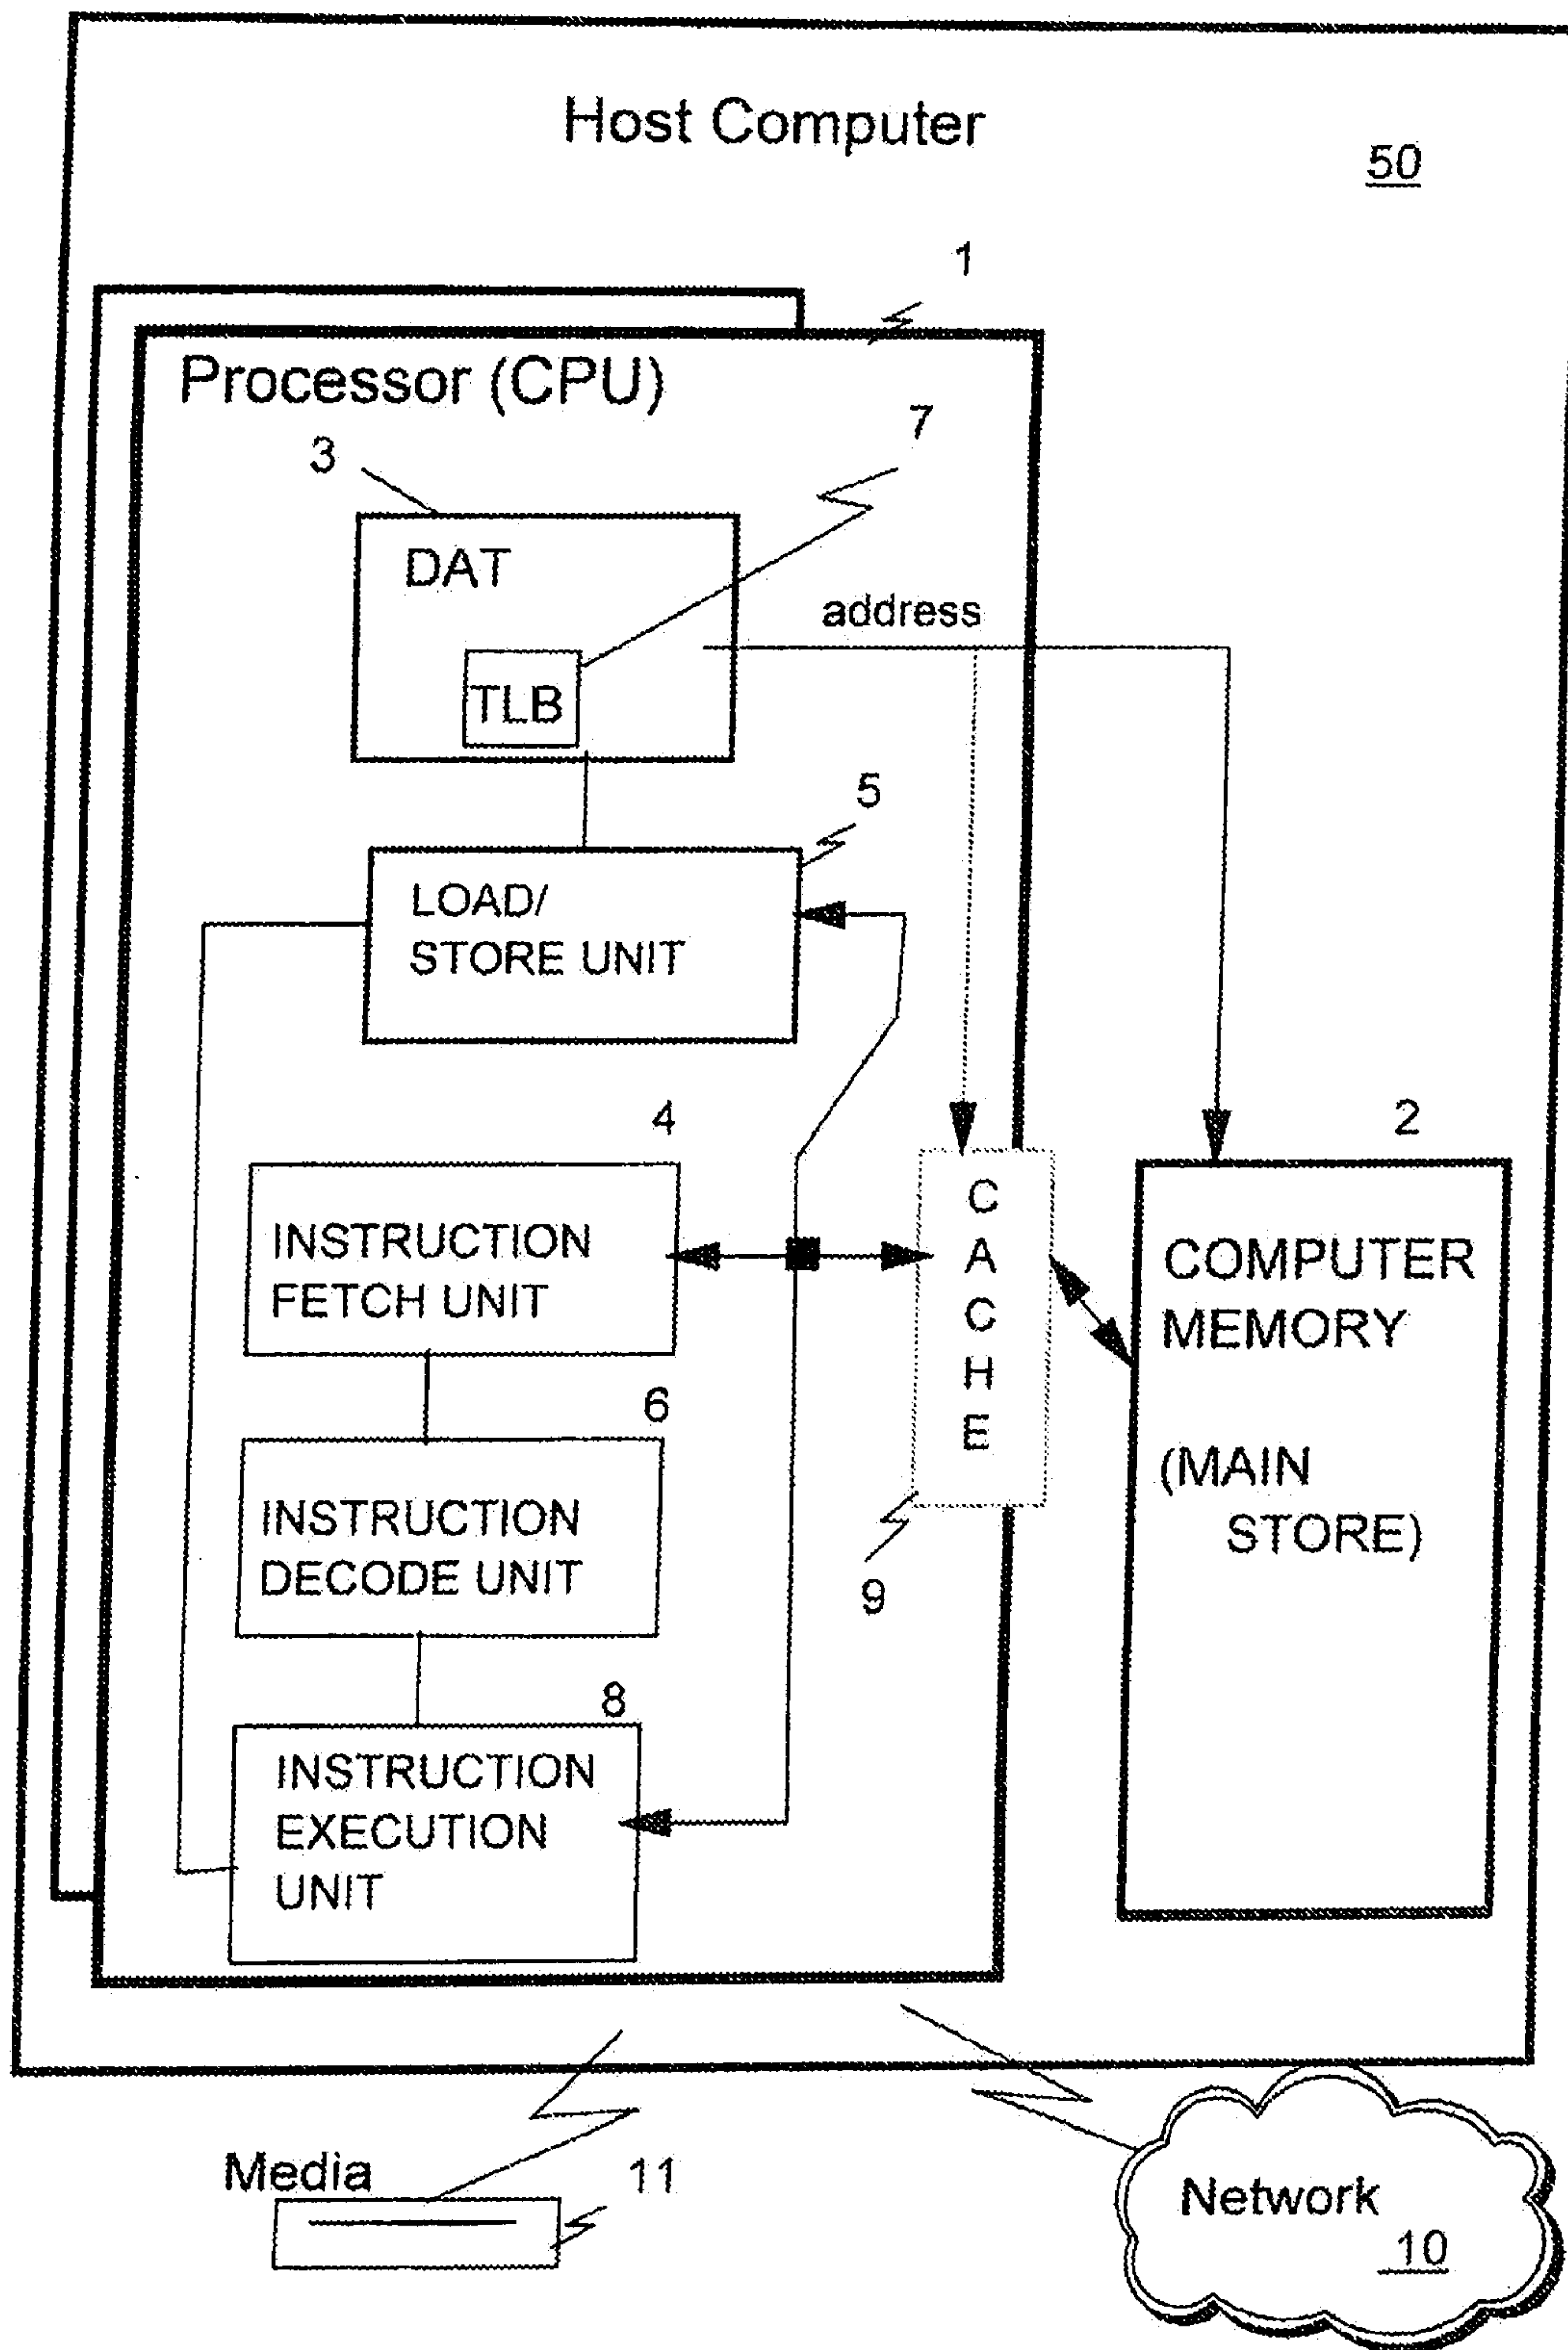 Host Computer
50
1
Processor (CPU)
7
3
DAT
address
TLB
5
LOAD/
STORE UNIT
4
2
C
A
C
H
E
INSTRUCTION
FETCH UNIT
COMPUTER
MEMORY
(MAIN
STORE)
6
INSTRUCTION
DECODE UNIT
9
8
INSTRUCTION
EXECUTION
UNIT
Media
11
Network
10